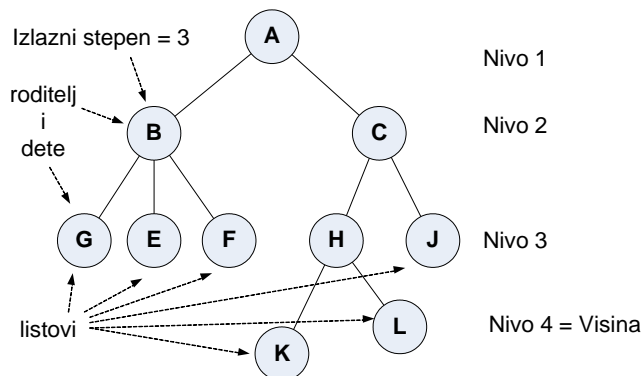 Izlazni stepen = 3
A
Nivo 1
roditelj
i
dete
B
C
Nivo 2
G
E
F
H
J
Nivo 3
listovi
K
L
Nivo 4 = Visina